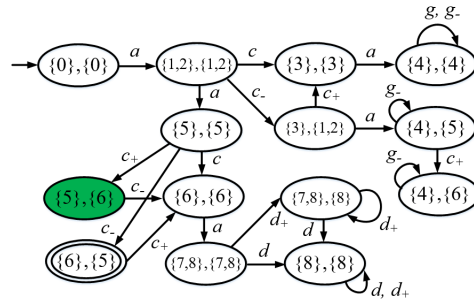 g, g-
{0},{0} a {1,2},{1,2} c {3},{3} a {4},{4}
a c- c+ g-
{5},{5} {3},{1,2} a {4},{5}
c+ c g- c+
{5},{6} c- {6},{6} {4},{6}
c- c+ a {7,8},{8}
{6},{5} d+ d d+
{7,8},{7,8} d {8},{8}
d, d+